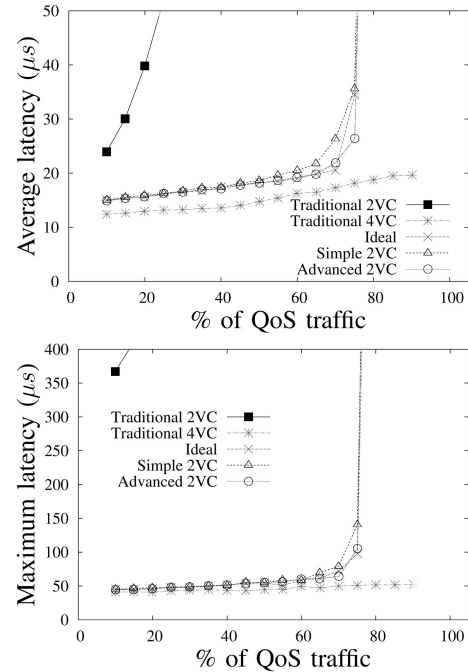 50
40
30
20
10
0
Average latency (μs)
Traditional 2VC
Traditional 4VC
Ideal
Simple 2VC
Advanced 2VC
0 20 40 60 80 100
% of QoS traffic
400
350
300
250
200
150
100
50
0
Maximum latency (μs)
Traditional 2VC
Traditional 4VC
Ideal
Simple 2VC
Advanced 2VC
0 20 40 60 80 100
% of QoS traffic